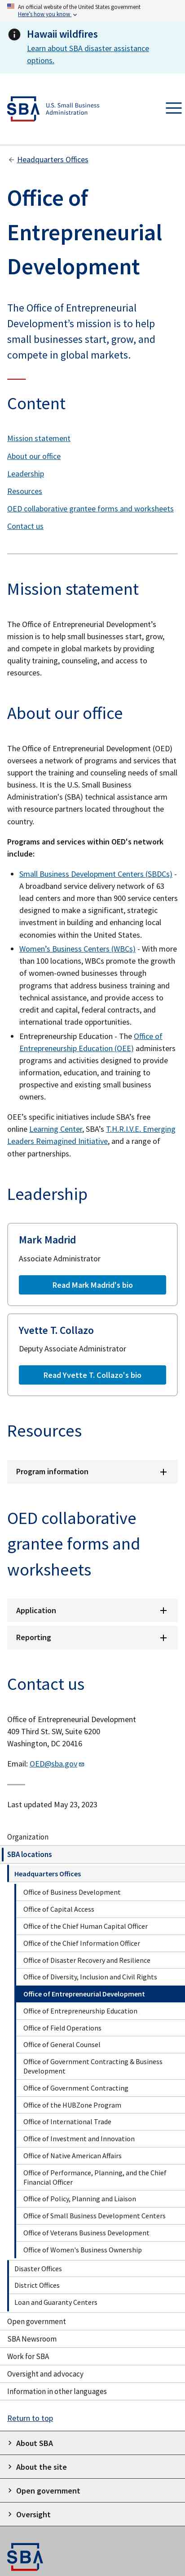 An official website of the United States government
Here's how you know
Hawaii wildfires
Learn about SBA disaster assistance
options.
SBA
U.S. Small Business
Administration
Headquarters Offices
Office of
Entrepreneurial
Development
The Office of Entrepreneurial
Development's mission is to help
small businesses start, grow, and
compete in global markets.
Content
Mission statement
About our office
Leadership
Resources
OED collaborative grantee forms and worksheets
Contact us
Mission statement
The Office of Entrepreneurial Development's
mission is to help small businesses start, grow,
and compete in global markets by providing
quality training, counseling, and access to
resources.
About our office
The Office of Entrepreneurial Development (OED)
oversees a network of programs and services that
support the training and counseling needs of small
business. It is the U.S. Small Business
Administration's (SBA) technical assistance arm
with resource partners located throughout the
country.
Programs and services within OED's network
include:
Small Business Development Centers (SBDCs) -
A broadband service delivery network of 63
lead centers and more than 900 service centers
designed to make a significant, strategic
investment that is building and developing
local economies within the United States.
Women's Business Centers (WBCs) - With more
than 100 locations, WBCs promote the growth
of women-owned businesses through
programs that address business training and
technical assistance, and provide access to
credit and capital, federal contracts, and
international trade opportunities.
Entrepreneurship Education - The Office of
Entrepreneurship Education (OEE) administers
programs and activities designed to provide
information, education, and training to
prospective and existing small business
owners.
OEE's specific initiatives include SBA's free
online Learning Center, SBA's T.H.R.I.V.E. Emerging
Leaders Reimagined Initiative, and a range of
other partnerships.
Leadership
Mark Madrid
Associate Administrator
Read Mark Madrid's bio
Yvette T. Collazo
Deputy Associate Administrator
Read Yvette T. Collazo's bio
Resources
Program information
OED collaborative
grantee forms and
worksheets
Application
Reporting
Contact us
Office of Entrepreneurial Development
409 Third St. SW, Suite 6200
Washington, DC 20416
Email: OED@sba.gov
Last updated May 23, 2023
Organization
SBA locations
Headquarters Offices
Office of Business Development
Office of Capital Access
Office of the Chief Human Capital Officer
Office of the Chief Information Officer
Office of Disaster Recovery and Resilience
Office of Diversity, Inclusion and Civil Rights
Office of Entrepreneurial Development
Office of Entrepreneurship Education
Office of Field Operations
Office of General Counsel
Office of Government Contracting & Business
Development
Office of Government Contracting
Office of the HUBZone Program
Office of International Trade
Office of Investment and Innovation
Office of Native American Affairs
Office of Performance, Planning, and the Chief
Financial Officer
Office of Policy, Planning and Liaison
Office of Small Business Development Centers
Office of Veterans Business Development
Office of Women's Business Ownership
Disaster Offices
District Offices
Loan and Guaranty Centers
Open government
SBA Newsroom
Work for SBA
Oversight and advocacy
Information in other languages
Return to top
About SBA
About the site
Open government
Oversight
SBA